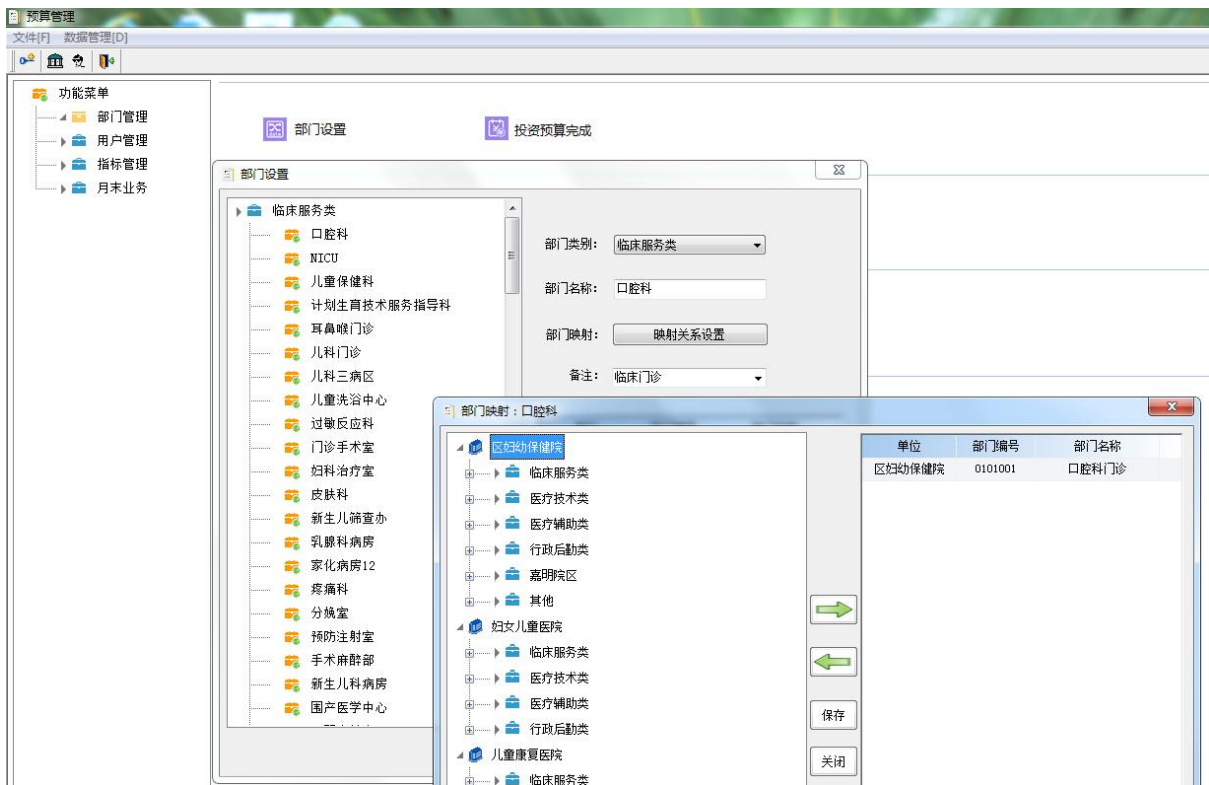 预算管理
文件[F] 数据管理[D]
功能菜单
部门管理
用户管理
指标管理
月末业务
部门设置
投资预算完成
部门设置
临床服务类
口腔科
NICU
儿童保健科
计划生育技术服务指导科
耳鼻喉门诊
儿科门诊
儿科三病区
儿童洗浴中心
过敏反应科
门诊手术室
妇科治疗室
皮肤科
新生儿筛查办
乳腺科病房
家化病房12
疼痛科
分娩室
预防注射室
手术麻醉部
新生儿科病房
国产医学中心
部门类别: 临床服务类
部门名称: 口腔科
部门映射: 映射关系设置
备注: 临床门诊
部门映射：口腔科
区妇幼保健院
临床服务类
医疗技术类
医疗辅助类
行政后勤类
嘉明院区
其他
妇女儿童医院
临床服务类
医疗技术类
医疗辅助类
行政后勤类
儿童康复医院
临床服务类
保存
关闭
单位 部门编号 部门名称
区妇幼保健院 0101001 口腔科门诊